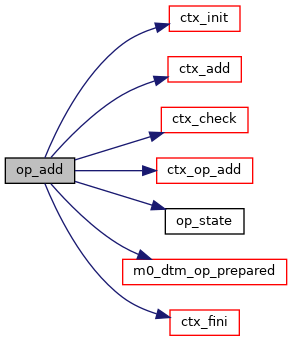 op_add
ctx_init
ctx_add
ctx_check
ctx_op_add
op_state
m0_dtm_op_prepared
ctx_fini